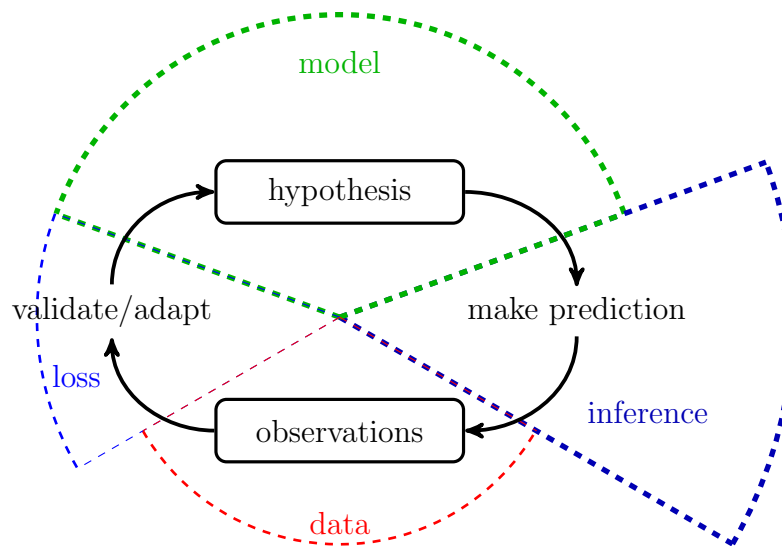 model
hypothesis
validate/adapt
make prediction
loss
inference
observations
data